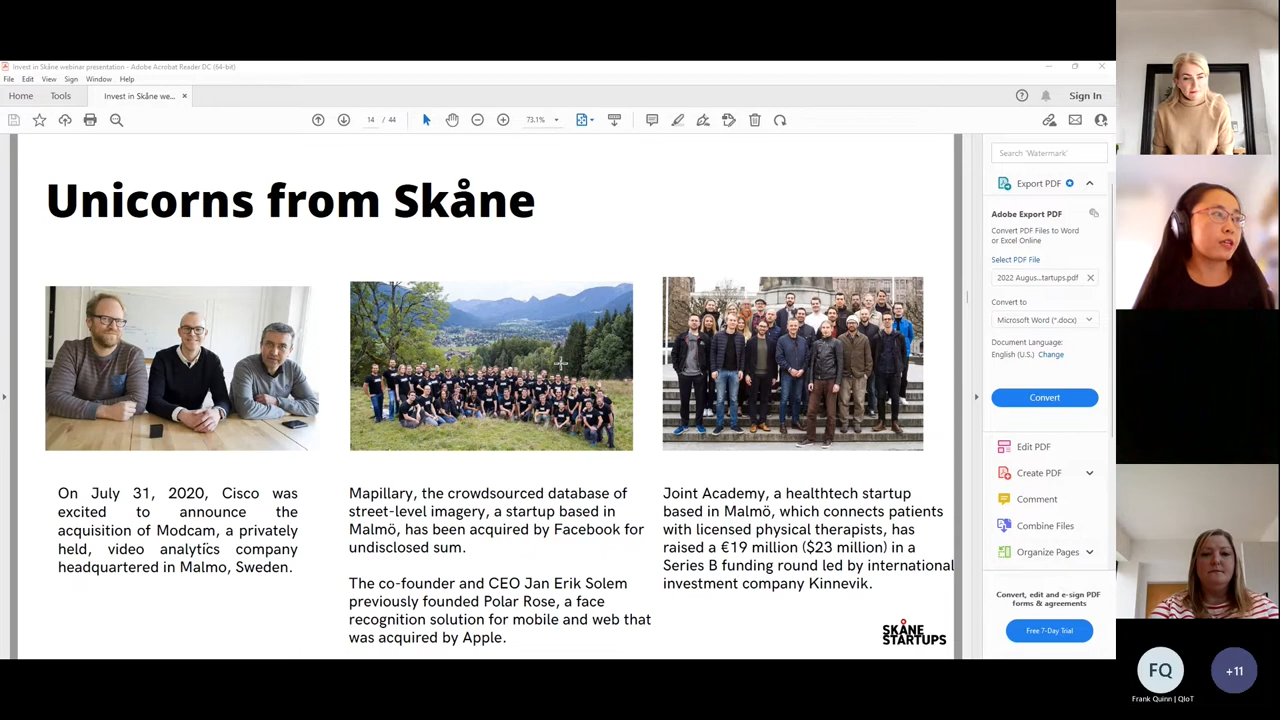 Invest in Skåne webinar presentation - Adobe Acrobat Reader DC (64-bit)
File Edit View Sign Window Help
Home Tools Invest in Skåne we... × Sign In
14 / 44 73.1%
Unicorns from Skåne
On July 31, 2020, Cisco was
excited to announce the
acquisition of Modcam, a privately
held, video analytics company
headquartered in Malmo, Sweden.
Mapillary, the crowdsourced database of
street-level imagery, a startup based in
Malmö, has been acquired by Facebook for
undisclosed sum.
The co-founder and CEO Jan Erik Solem
previously founded Polar Rose, a face
recognition solution for mobile and web that
was acquired by Apple.
Joint Academy, a healthtech startup
based in Malmö, which connects patients
with licensed physical therapists, has
raised a €19 million ($23 million) in a
Series B funding round led by international
investment company Kinnevik.
SKÅNE
STARTUPS
Search 'Watermark'
Export PDF
Adobe Export PDF
Convert PDF Files to Word
or Excel Online
Select PDF File
2022 Augus...tartups.pdf
Convert to
Microsoft Word (*.docx)
Document Language:
English (U.S.) Change
Convert
Edit PDF
Create PDF
Comment
Combine Files
Organize Pages
Convert, edit and e-sign PDF
forms & agreements
Free 7-Day Trial
FQ
+11
Frank Quinn | QIoT